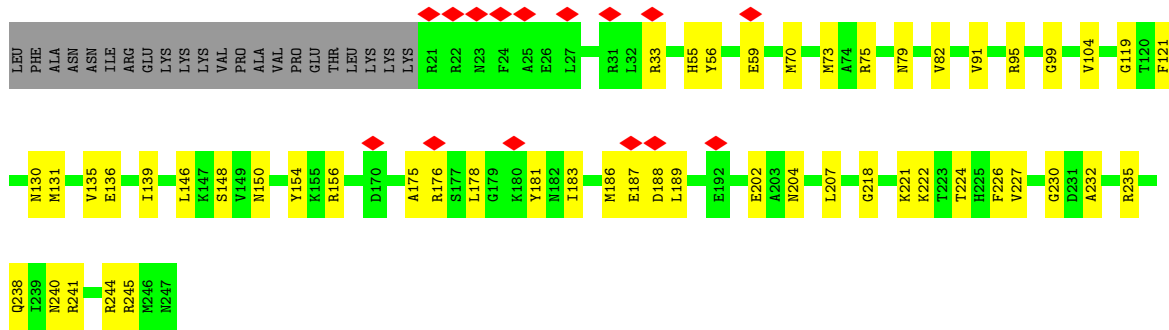 LEU PHE ALA ASN ASN ILE ARG GLU LYS LYS LYS VAL PRO ALA VAL PRO GLU THR LEU LYS LYS LYS R21 R22 N23 F24 A25 E26 L27 R31 L32 R33 H55 Y56 E59 M70 M73 A74 R75 N79 V82 V91 R95 G99 V104 G119 T120 F121
N130 M131 V135 E136 I139 L146 K147 S148 V149 N150 Y154 K155 R156 D170 A175 R176 S177 L178 G179 K180 Y181 N182 I183 M186 E187 D188 L189 E192 E202 A203 N204 L207 G218 K221 K222 T223 T224 H225 F226 V227 G230 D231 A232 R235
Q238 I239 N240 R241 R244 R245 M246 N247